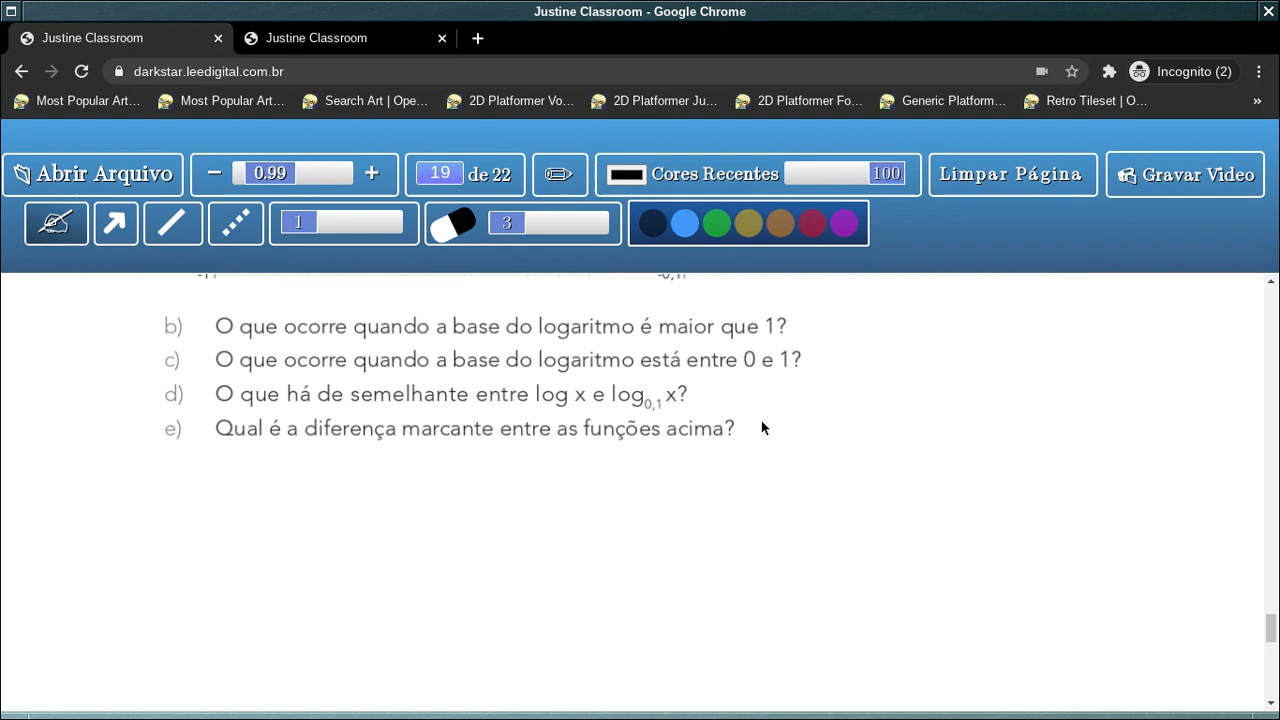 Justine Classroom - Google Chrome
Justine Classroom
Justine Classroom
darkstar.leedigital.com.br
Incognito (2)
Most Popular Art...
Most Popular Art...
Search Art | Ope...
2D Platformer Vo...
2D Platformer Ju...
2D Platformer Fo...
Generic Platform...
Retro Tileset | O...
»
Abrir Arquivo
− 0.99 +
19 de 22
Cores Recentes 100
Limpar Página
Gravar Video
1
3
b) O que ocorre quando a base do logaritmo é maior que 1?
c) O que ocorre quando a base do logaritmo está entre 0 e 1?
d) O que há de semelhante entre log x e log0,1 x?
e) Qual é a diferença marcante entre as funções acima?